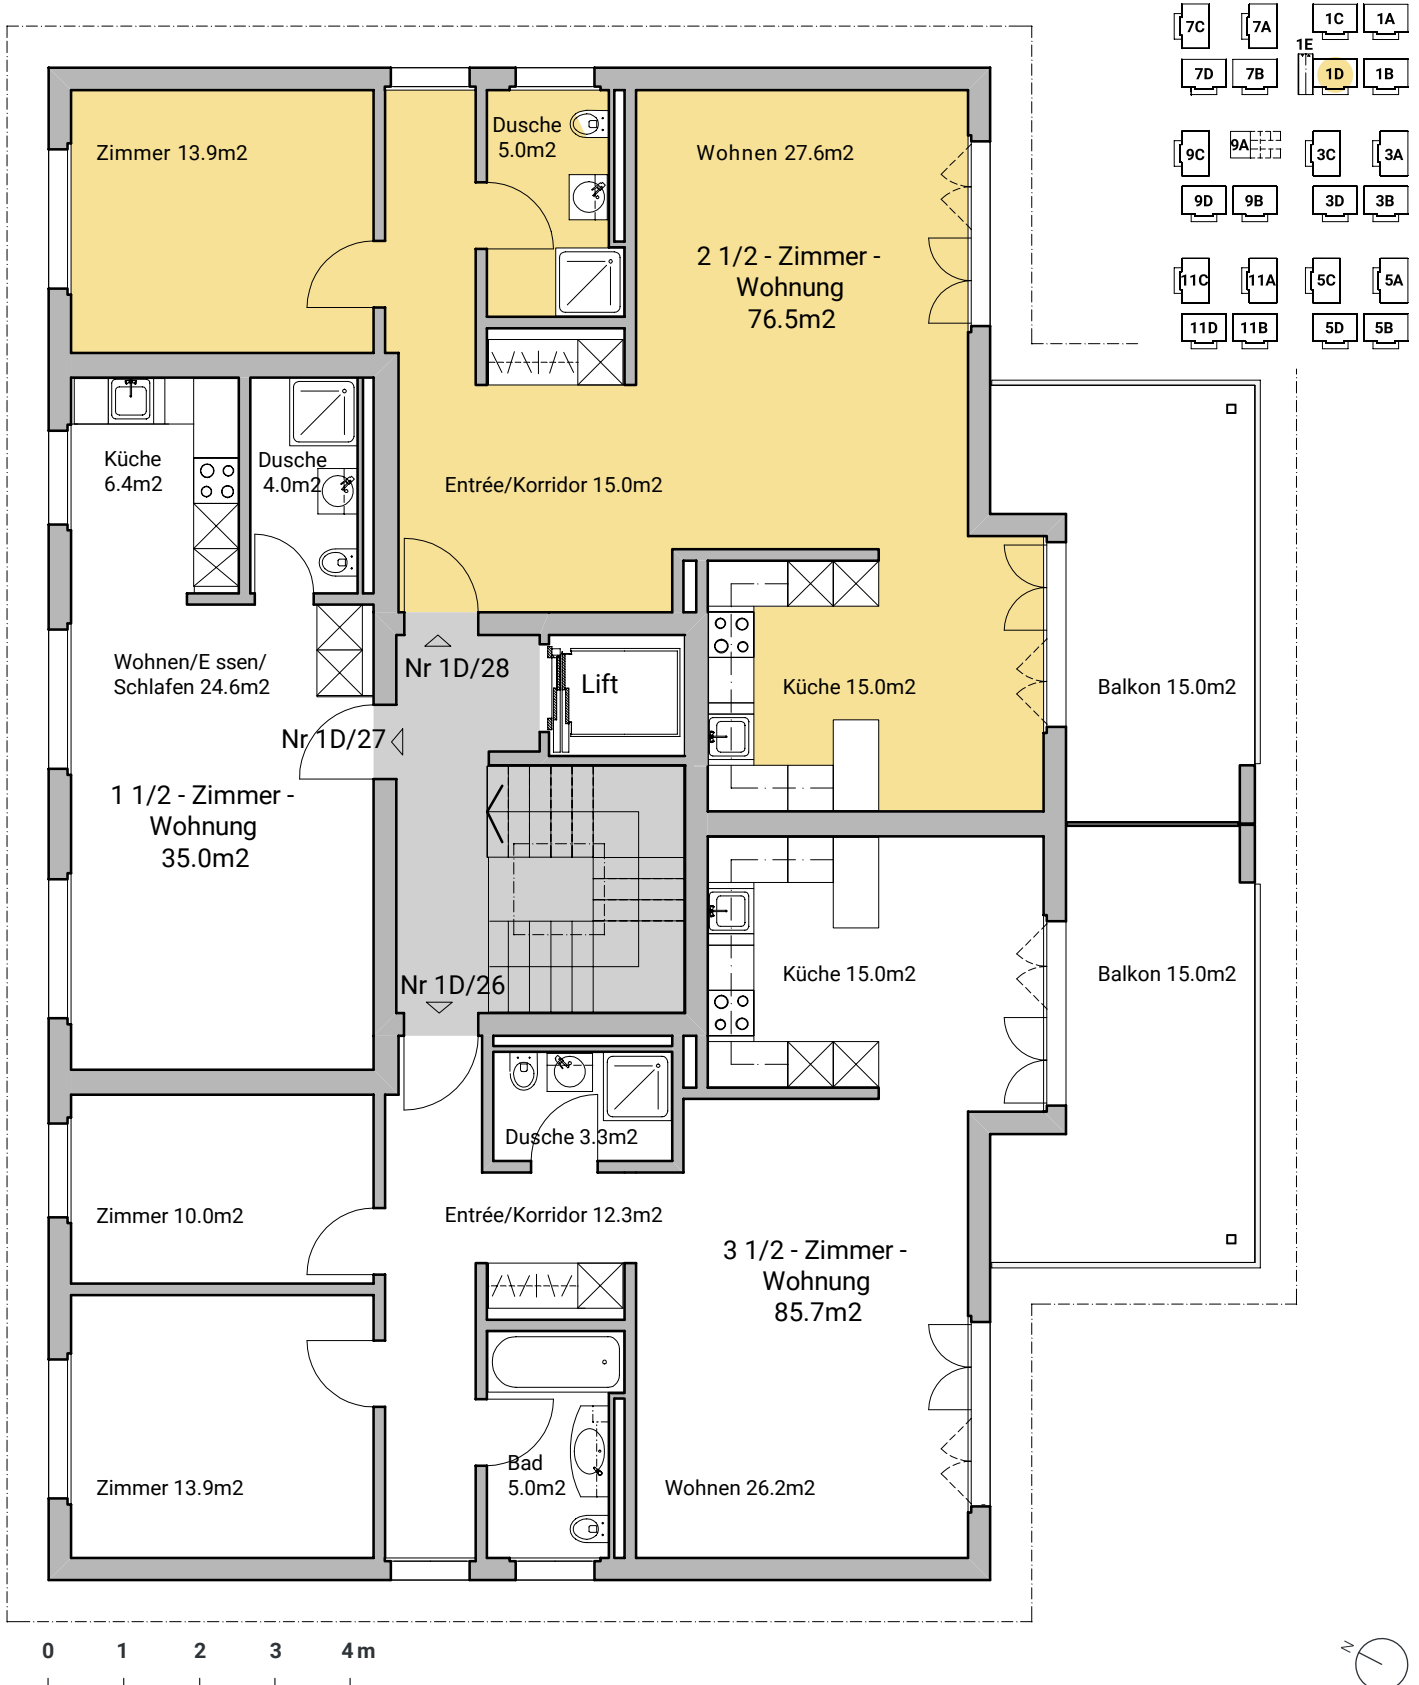 7C
7A
1C
1A
1E
7D
7B
1D
1B
9C
9A
3C
3A
9D
9B
3D
3B
11C
11A
5C
5A
11D
11B
5D
5B
Zimmer 13.9m2
Dusche
5.0m2
Wohnen 27.6m2
2 1/2 - Zimmer -
Wohnung
76.5m2
Küche
6.4m2
Dusche
4.0m2
Entrée/Korridor 15.0m2
Wohnen/E ssen/
Schlafen 24.6m2
Nr 1D/28
Lift
Küche 15.0m2
Balkon 15.0m2
Nr 1D/27
1 1/2 - Zimmer -
Wohnung
35.0m2
Nr 1D/26
Küche 15.0m2
Balkon 15.0m2
Dusche 3.3m2
Zimmer 10.0m2
Entrée/Korridor 12.3m2
3 1/2 - Zimmer -
Wohnung
85.7m2
Zimmer 13.9m2
Bad
5.0m2
Wohnen 26.2m2
0 1 2 3 4 m
N